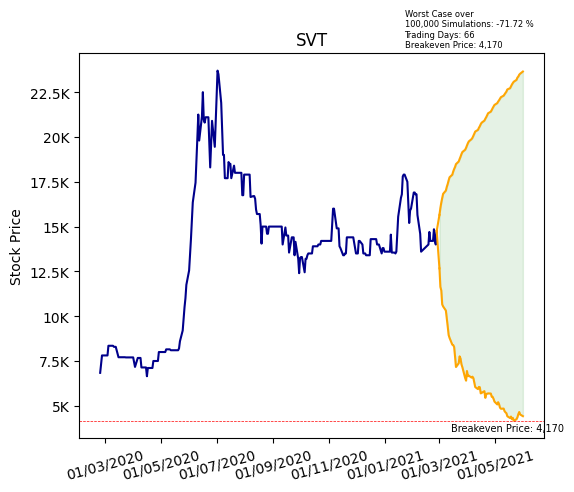 Worst Case over
100,000 Simulations: -71.72 %
Trading Days: 66
Breakeven Price: 4,170
SVT
Stock Price
22.5K
20K
17.5K
15K
12.5K
10K
7.5K
5K
Breakeven Price: 4,170
01/03/2020
01/05/2020
01/07/2020
01/09/2020
01/11/2020
01/01/2021
01/03/2021
01/05/2021